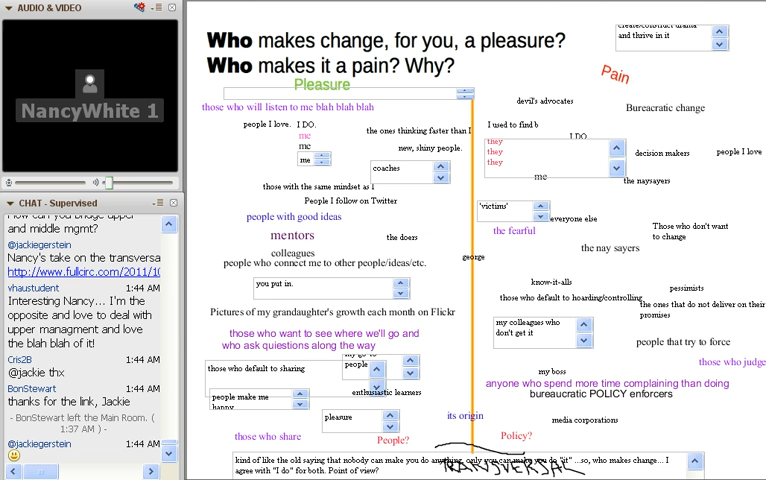 AUDIO & VIDEO
NancyWhite 1
CHAT - Supervised
How can you bridge upper
and middle mgmt?
@jackiegerstein 1:44 AM
Nancy's take on the transversa
http://www.fullcirc.com/2011/10
vhaustudent 1:44 AM
Interesting Nancy... I'm the
opposite and love to deal with
upper managment and love
the blah blah of it!
Cris2B 1:44 AM
@jackie thx
BonStewart 1:44 AM
thanks for the link, Jackie
- BonStewart left the Main Room. (
1:37 AM ) -
@jackiegerstein 1:44 AM
Who makes change, for you, a pleasure?
Who makes it a pain? Why?
Pleasure
Pain
create/construct drama
and thrive in it
those who will listen to me blah blah blah
people I love.
I DO.
me
me
me
the ones thinking faster than I
new, shiny people.
coaches
those with the same mindset as I
People I follow on Twitter
people with good ideas
mentors
the doers
colleagues
people who connect me to other people/ideas/etc.
you put in.
Pictures of my grandaughter's growth each month on Flickr
those who want to see where we'll go and
who ask quiestions along the way
those who default to sharing
my go-to
people
people make me
happy
enthusiastic learners
pleasure
those who share
People?
devil's advocates
Bureaucratic change
I used to find b
I DO
they
they
they
me
decision makers
people I love
the naysayers
'victims'
everyone else
the fearful
Those who don't want
to change
the nay sayers
george
know-it-alls
pessimists
those who default to hoarding/controlling
the ones that do not deliver on their
promises
my colleagues who
don't get it
people that try to force
those who judge
my boss
anyone who spend more time complaining than doing
bureaucratic POLICY enforcers
its origin
media corporations
Policy?
kind of like the old saying that nobody can make you do anything, only you can make you do "it" ...so, who makes change... I
agree with "I do" for both. Point of view?
TRANSVERSAL